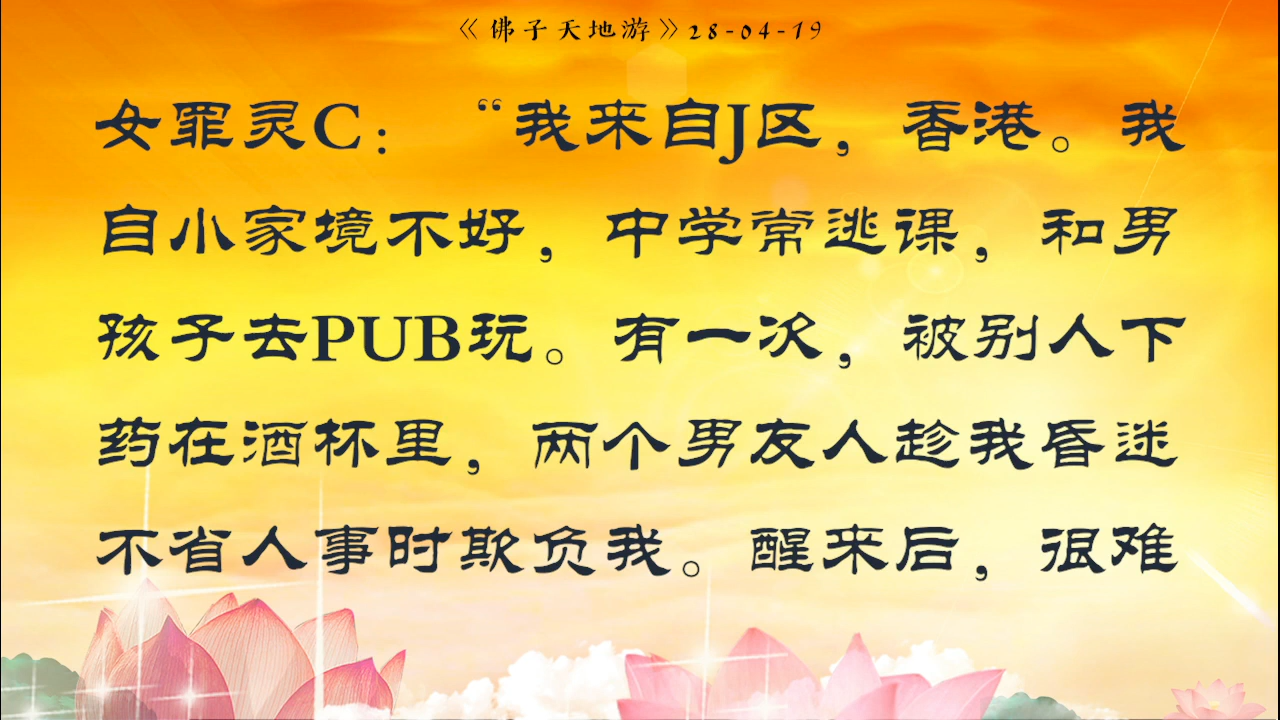 《佛子天地游》28-04-19
女罪灵C：“我来自J区，香港。我
自小家境不好，中学常逃课，和男
孩子去PUB玩。有一次，被别人下
药在酒杯里，两个男友人趁我昏迷
不省人事时欺负我。醒来后，很难